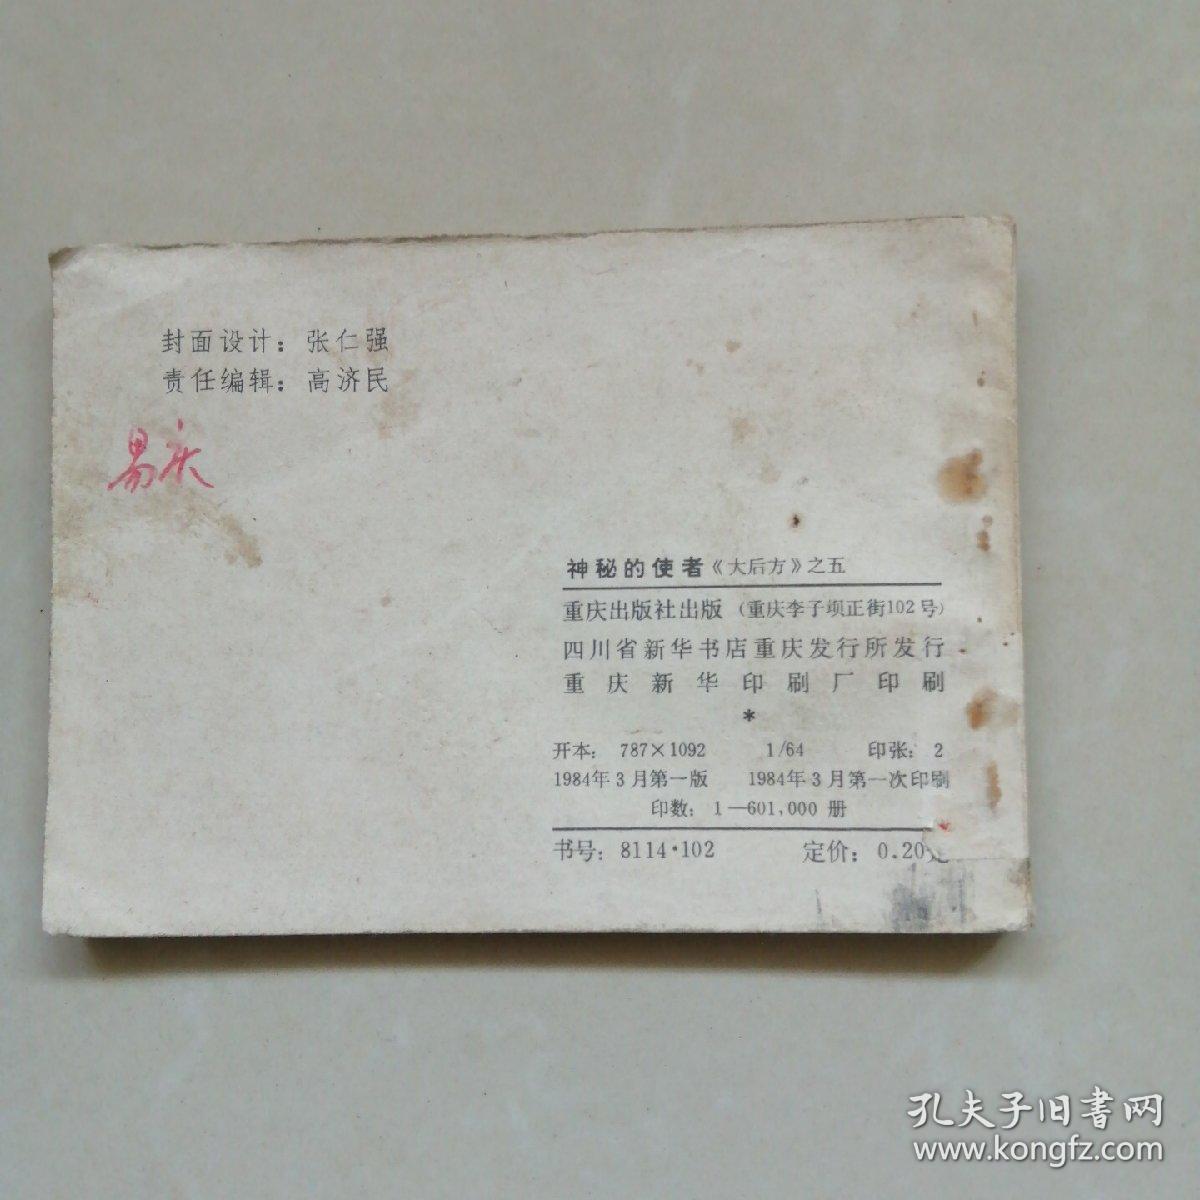 封面设计：张仁强
责任编辑：高济民
易庆
神秘的使者《大后方》之五
重庆出版社出版（重庆李子坝正街102号）
四川省新华书店重庆发行所发行
重庆新华印刷厂印刷
*
开本：787×1092 1/64 印张：2
1984年3月第一版 1984年3月第一次印刷
印数：1—601,000册
书号：8114·102 定价：0.20元
孔夫子旧書网
www.kongfz.com